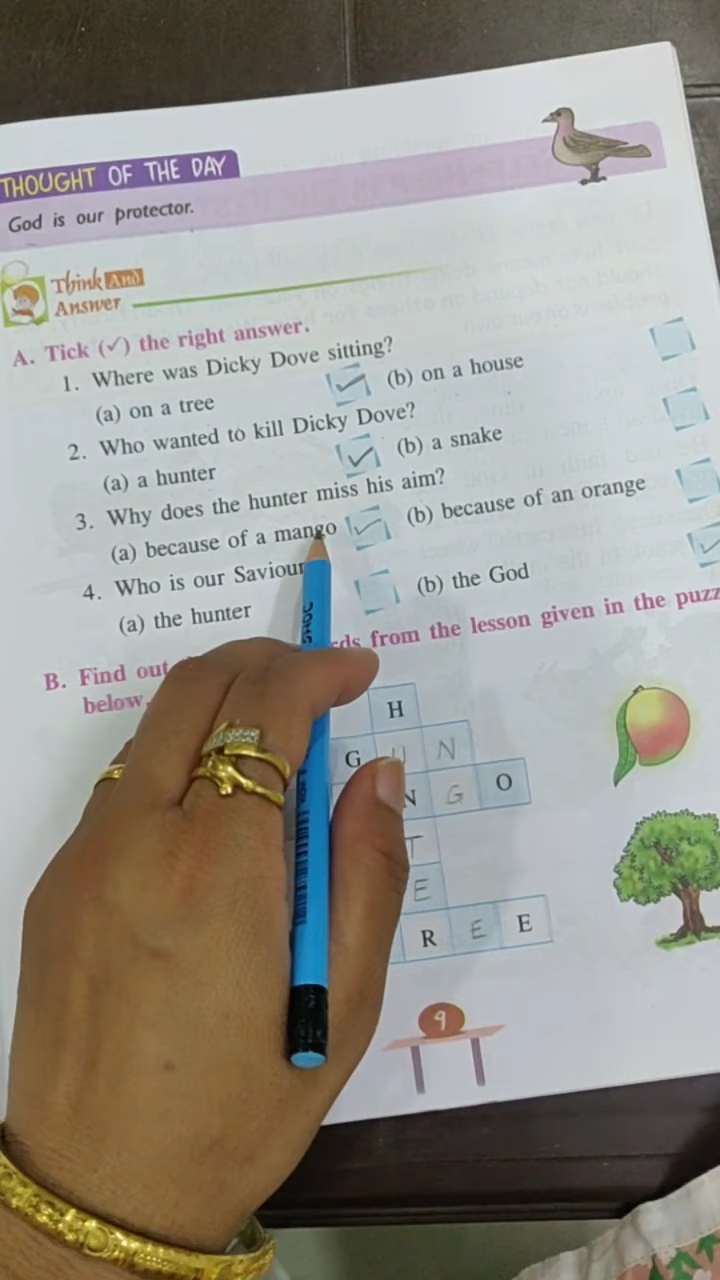 THOUGHT OF THE DAY
God is our protector.
Think And
Answer
A. Tick (✓) the right answer.
1. Where was Dicky Dove sitting?
(a) on a tree ✓ (b) on a house
2. Who wanted to kill Dicky Dove?
(a) a hunter ✓ (b) a snake
3. Why does the hunter miss his aim?
(a) because of a mango ✓ (b) because of an orange
4. Who is our Saviour
(a) the hunter (b) the God ✓
B. Find out from the lesson given in the
below
H
G U N
N G O
T
E
R E E
9